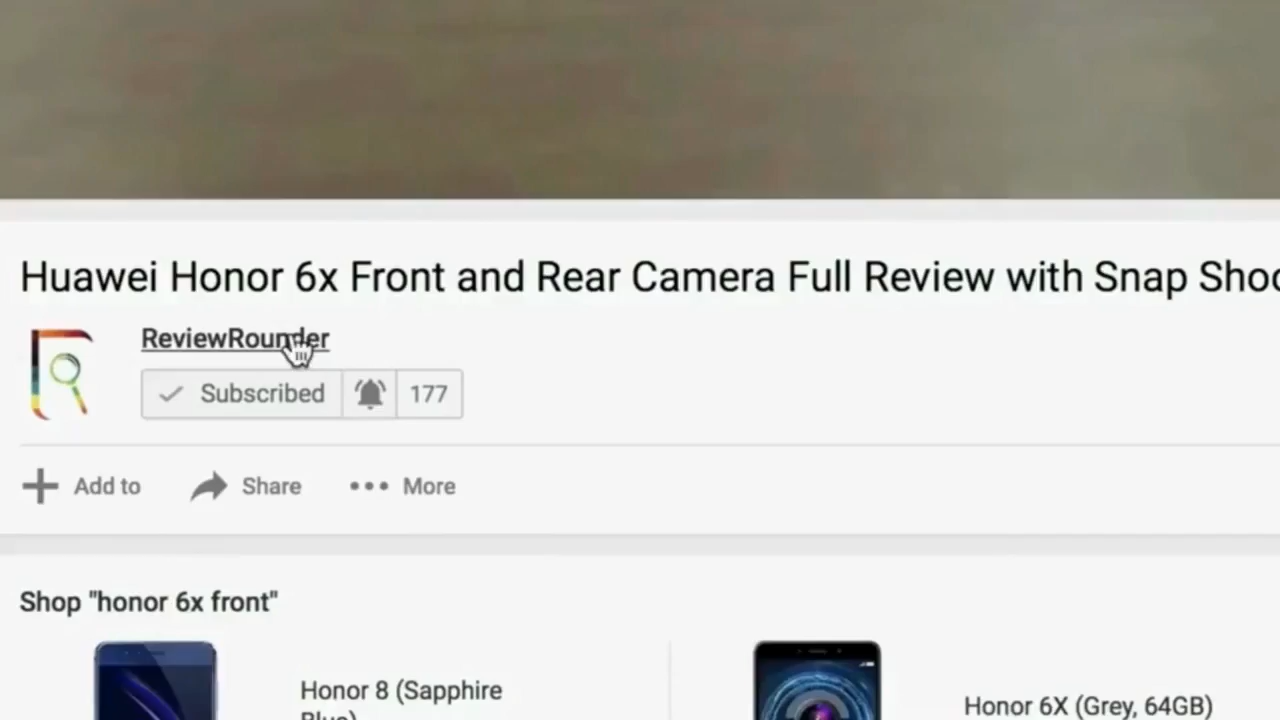 Huawei Honor 6x Front and Rear Camera Full Review with Snap
ReviewRounder
Subscribed 177
Add to Share More
Shop "honor 6x front"
Honor 8 (Sapphire
Blue)
Honor 6X (Grey, 64GB)